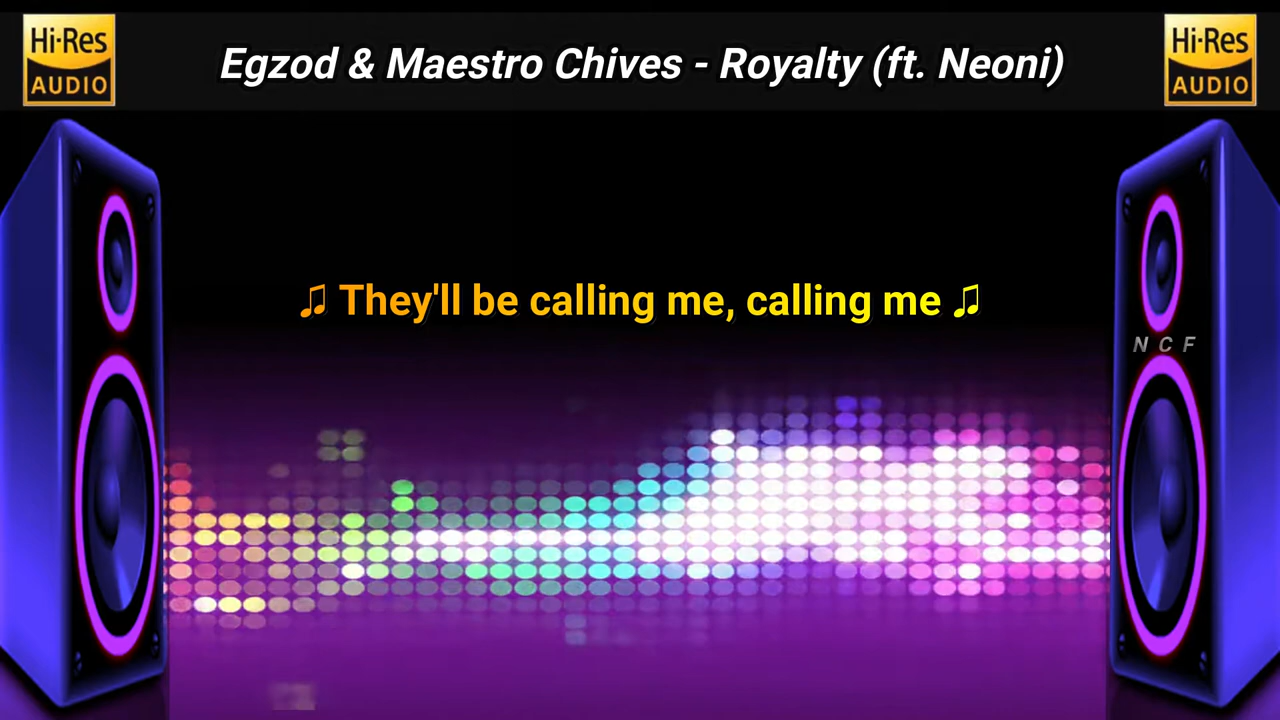 Hi-Res AUDIO
Egzod & Maestro Chives - Royalty (ft. Neoni)
Hi-Res AUDIO
♫ They'll be calling me, calling me ♫
N C F